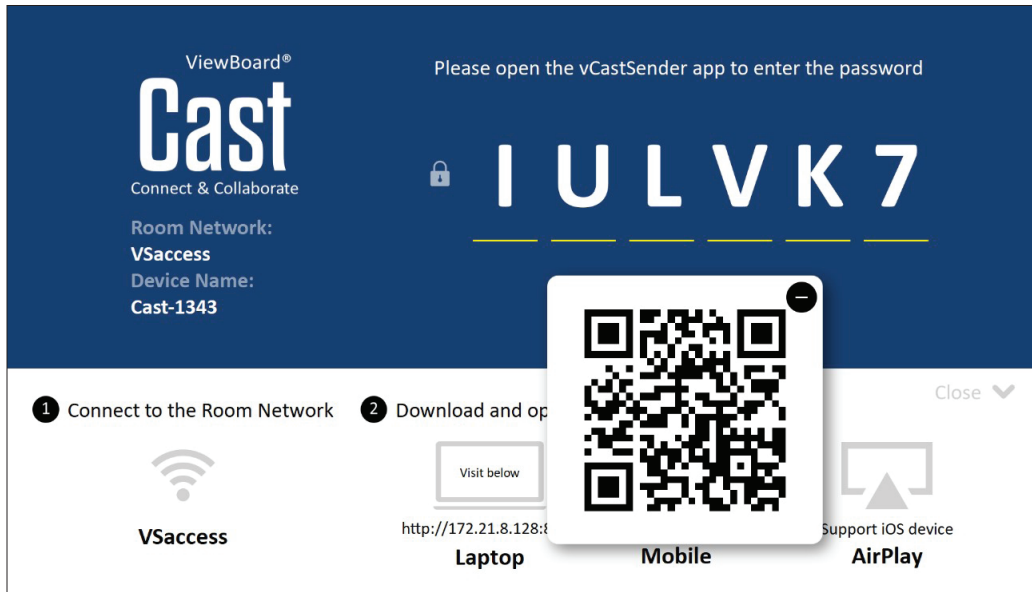 ViewBoard®
Cast
Connect & Collaborate
Room Network:
VSaccess
Device Name:
Cast-1343
Please open the vCastSender app to enter the password
I U L V K 7
Close
1 Connect to the Room Network
VSaccess
2 Download and op
Visit below
http://172.21.8.128:8
Laptop
Mobile
Support iOS device
AirPlay